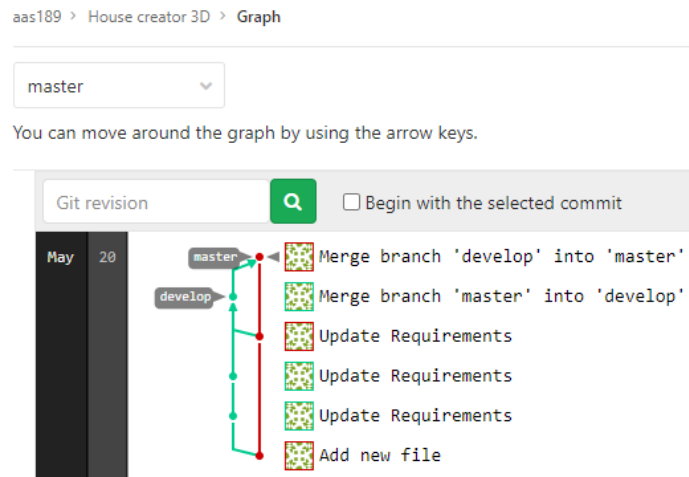 aas189 > House creator 3D > Graph
master
You can move around the graph by using the arrow keys.
Git revision
Begin with the selected commit
May 20 master Merge branch 'develop' into 'master'
develop Merge branch 'master' into 'develop'
Update Requirements
Update Requirements
Update Requirements
Add new file